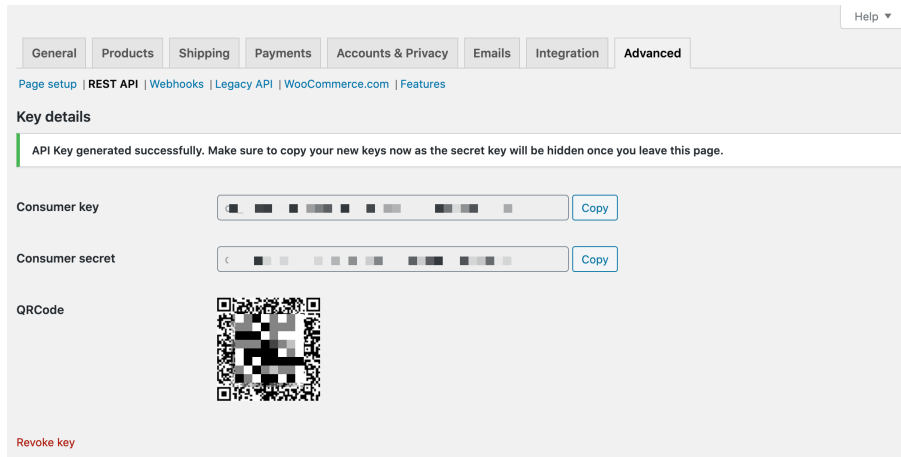 Help ▼
General Products Shipping Payments Accounts & Privacy Emails Integration Advanced
Page setup | REST API | Webhooks | Legacy API | WooCommerce.com | Features
Key details
API Key generated successfully. Make sure to copy your new keys now as the secret key will be hidden once you leave this page.
Consumer key
Copy
Consumer secret
Copy
QRCode
Revoke key